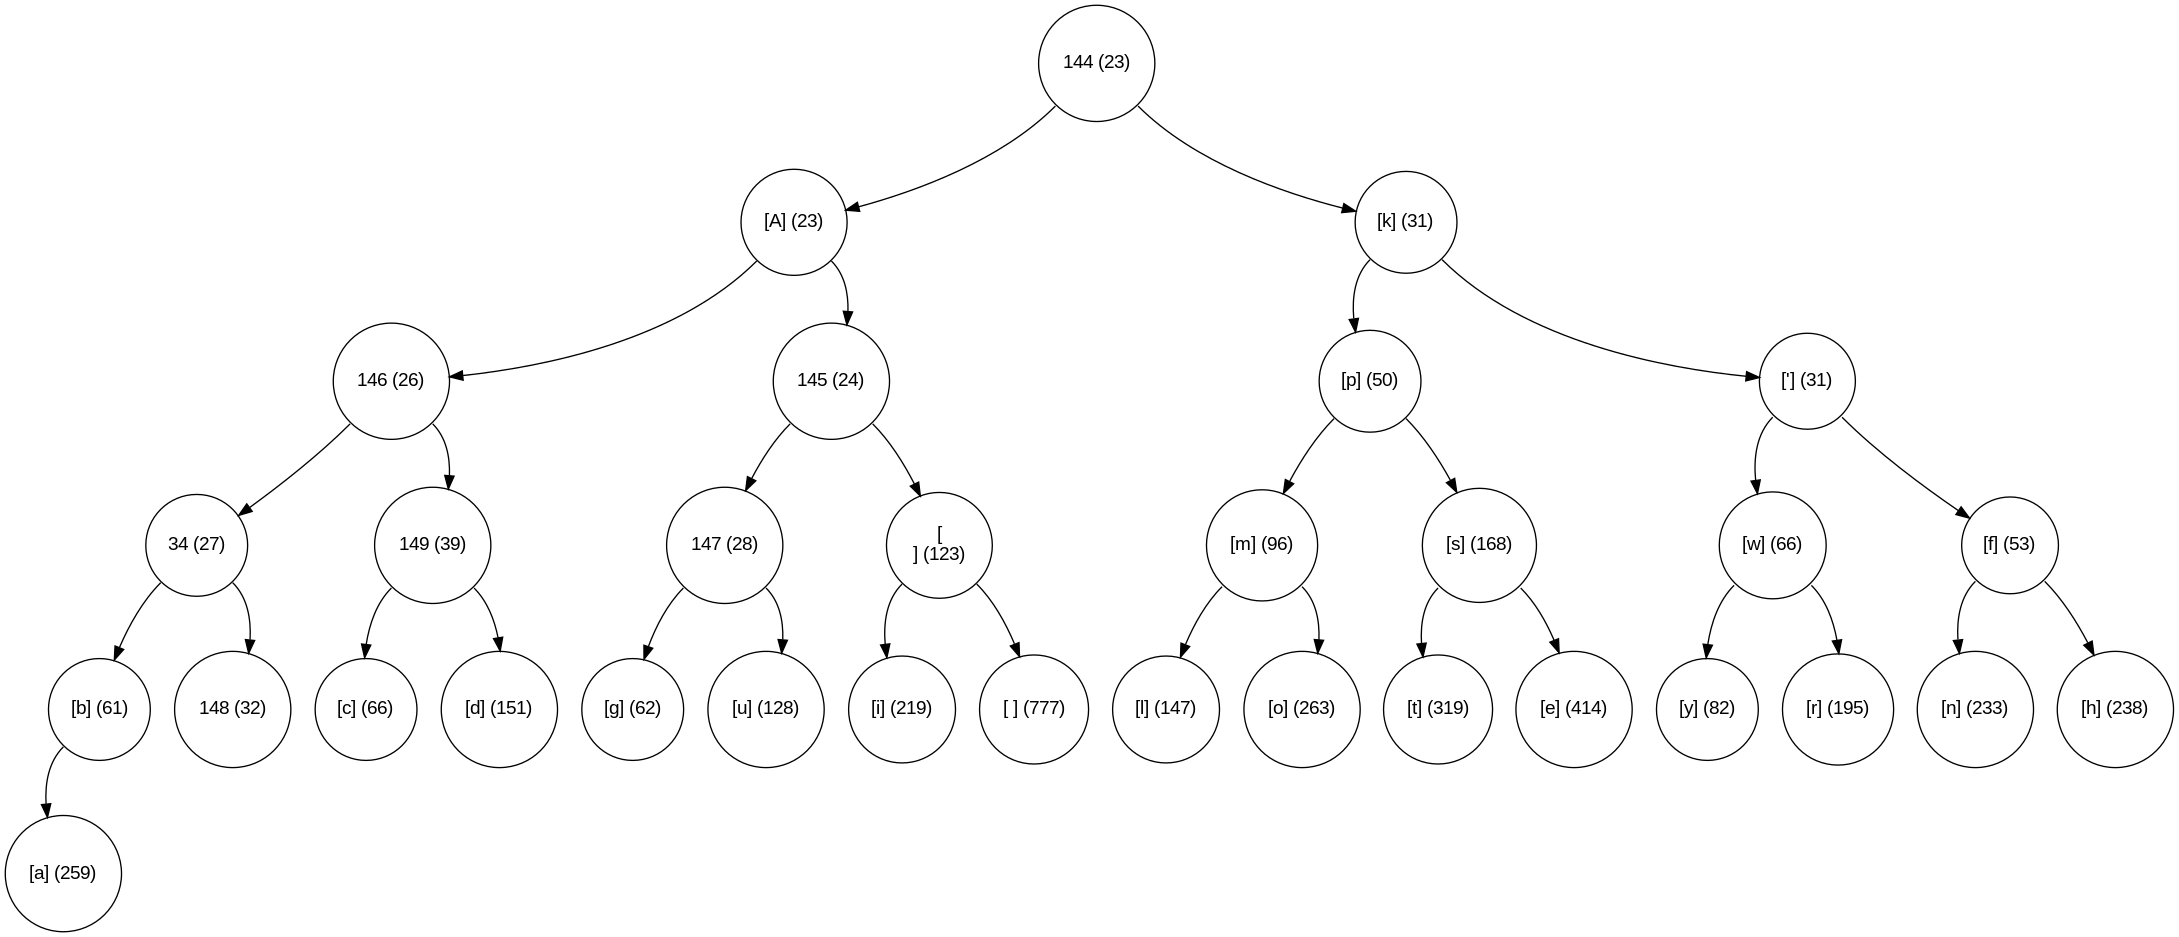 144 (23)
[A] (23)
[k] (31)
146 (26)
145 (24)
[p] (50)
['] (31)
34 (27)
149 (39)
147 (28)
[
] (123)
[m] (96)
[s] (168)
[w] (66)
[f] (53)
[b] (61)
148 (32)
[c] (66)
[d] (151)
[g] (62)
[u] (128)
[i] (219)
[ ] (777)
[l] (147)
[o] (263)
[t] (319)
[e] (414)
[y] (82)
[r] (195)
[n] (233)
[h] (238)
[a] (259)